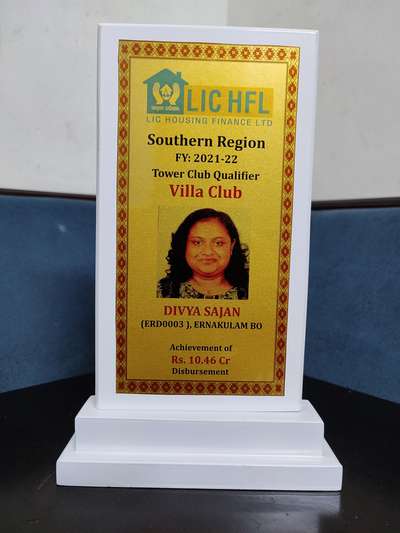 LIC HFL
LIC HOUSING FINANCE LTD
Southern Region
FY: 2021-22
Tower Club Qualifier
Villa Club
DIVYA SAJAN
(ERD0003 ), ERNAKULAM BO
Achievement of
Rs. 10.46 Cr
Disbursement